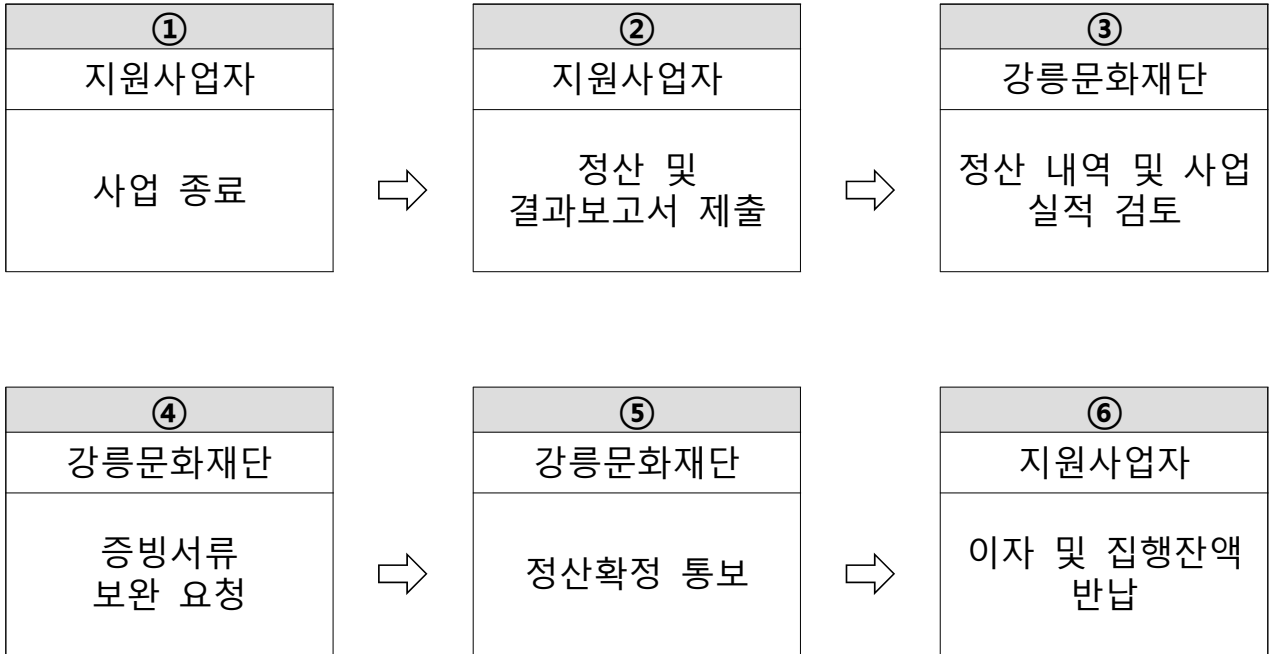 ①
지원사업자
사업 종료
②
지원사업자
정산 및
결과보고서 제출
③
강릉문화재단
정산 내역 및 사업
실적 검토
④
강릉문화재단
증빙서류
보완 요청
⑤
강릉문화재단
정산확정 통보
⑥
지원사업자
이자 및 집행잔액
반납